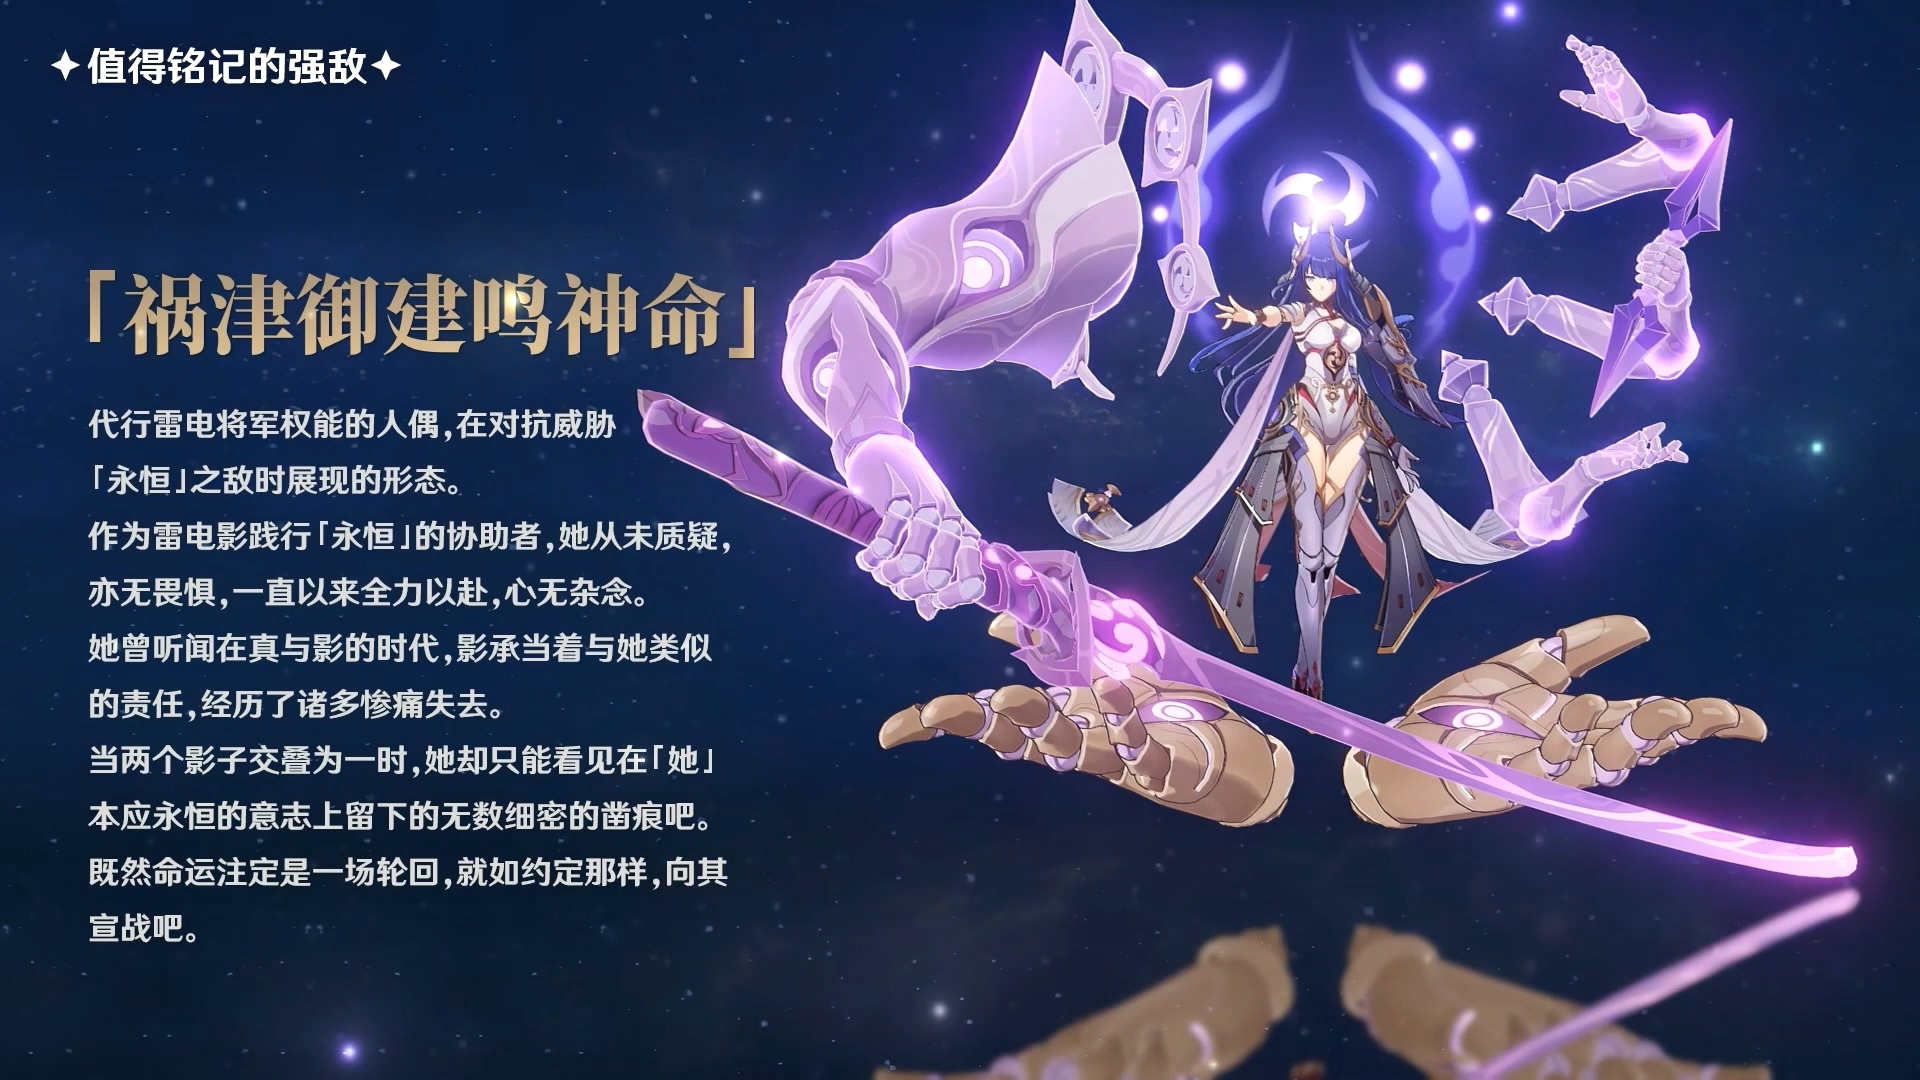 ✦值得铭记的强敌✦
「祸津御建鸣神命」
代行雷电将军权能的人偶,在对抗威胁
「永恒」之敌时展现的形态。
作为雷电影践行「永恒」的协助者,她从未质疑,
亦无畏惧,一直以来全力以赴,心无杂念。
她曾听闻在真与影的时代,影承当着与她类似
的责任,经历了诸多惨痛失去。
当两个影子交叠为一时,她却只能看见在「她」
本应永恒的意志上留下的无数细密的凿痕吧。
既然命运注定是一场轮回,就如约定那样,向其
宣战吧。